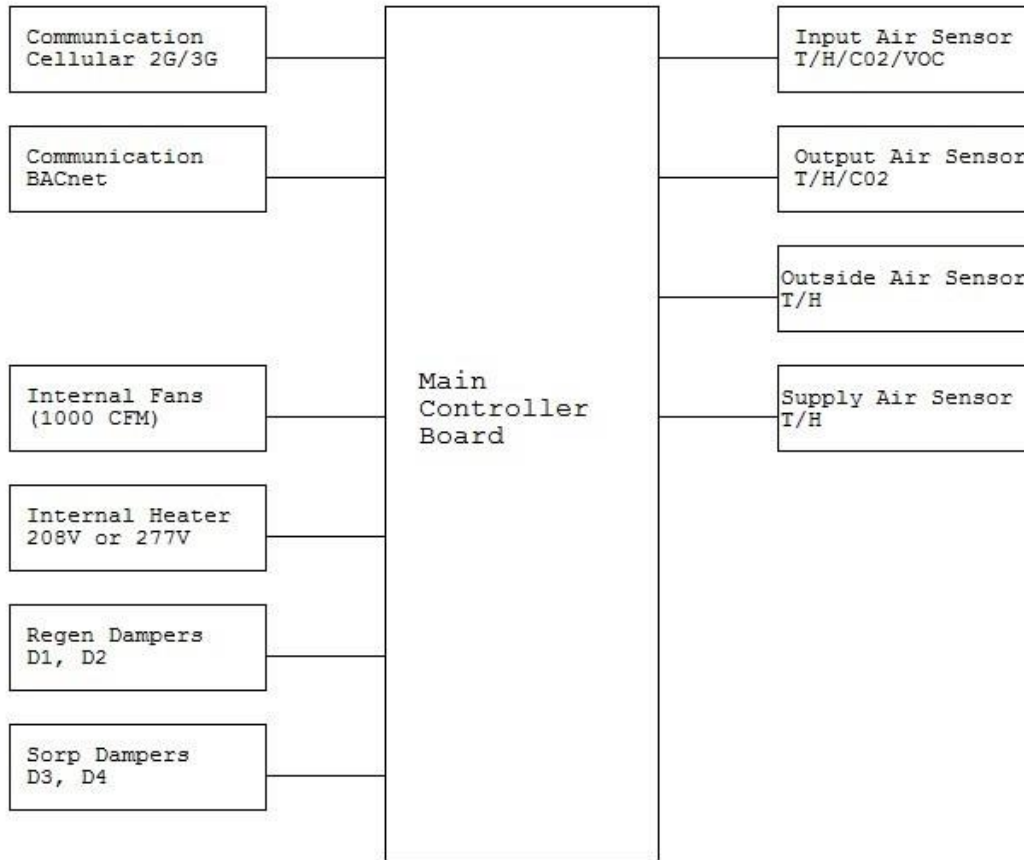 Communication
Cellular 2G/3G
Communication
BACnet
Internal Fans
(1000 CFM)
Internal Heater
208V or 277V
Regen Dampers
D1, D2
Sorp Dampers
D3, D4
Main
Controller
Board
Input Air Sensor
T/H/C02/VOC
Output Air Sensor
T/H/C02
Outside Air Sensor
T/H
Supply Air Sensor
T/H